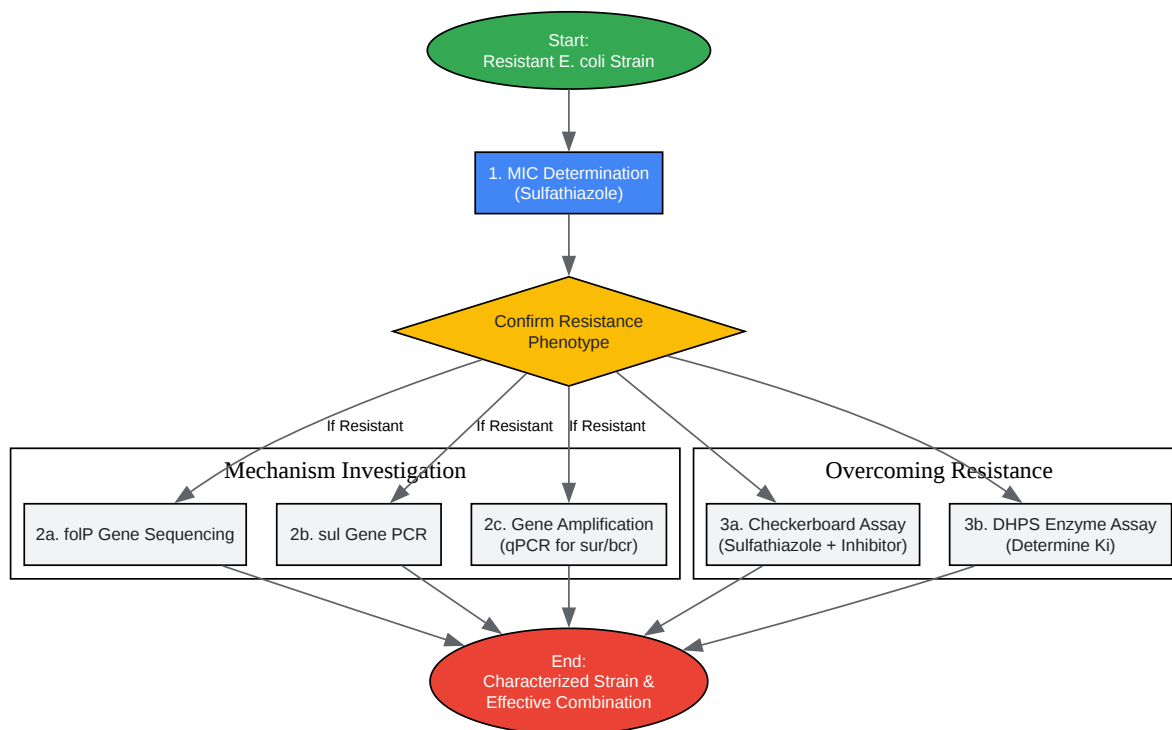 Start:
Resistant E. coli Strain
1. MIC Determination
(Sulfathiazole)
Confirm Resistance
Phenotype
If Resistant
If Resistant
If Resistant
Mechanism Investigation
Overcoming Resistance
2a. folP Gene Sequencing
2b. sul Gene PCR
2c. Gene Amplification
(qPCR for sur/bcr)
3a. Checkerboard Assay
(Sulfathiazole + Inhibitor)
3b. DHPS Enzyme Assay
(Determine Ki)
End:
Characterized Strain &
Effective Combination